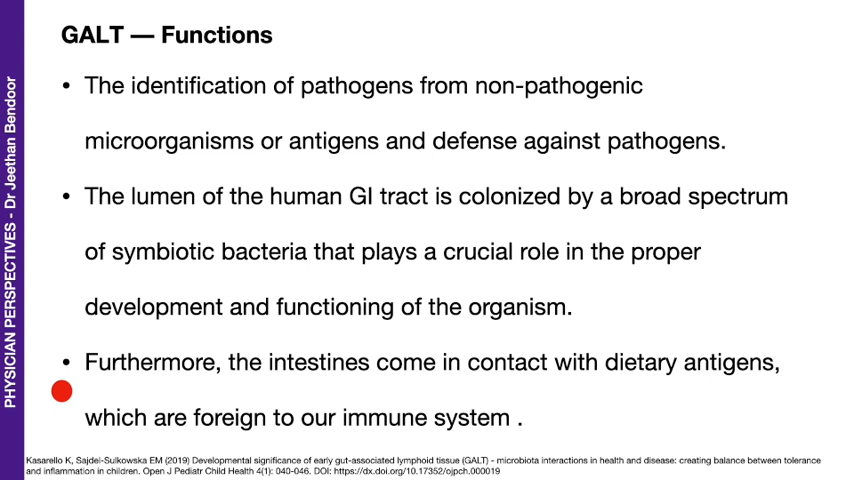 GALT — Functions
• The identification of pathogens from non-pathogenic
microorganisms or antigens and defense against pathogens.
• The lumen of the human GI tract is colonized by a broad spectrum
of symbiotic bacteria that plays a crucial role in the proper
development and functioning of the organism.
• Furthermore, the intestines come in contact with dietary antigens,
which are foreign to our immune system .
Kasarello K, Sajdel-Sulkowska EM (2019) Developmental significance of early gut-associated lymphoid tissue (GALT) - microbiota interactions in health and disease: creating balance between tolerance
and inflammation in children. Open J Pediatr Child Health 4(1): 040-046. DOI: https://dx.doi.org/10.17352/ojpch.000019
PHYSICIAN PERSPECTIVES - Dr Jeethan Bendoor